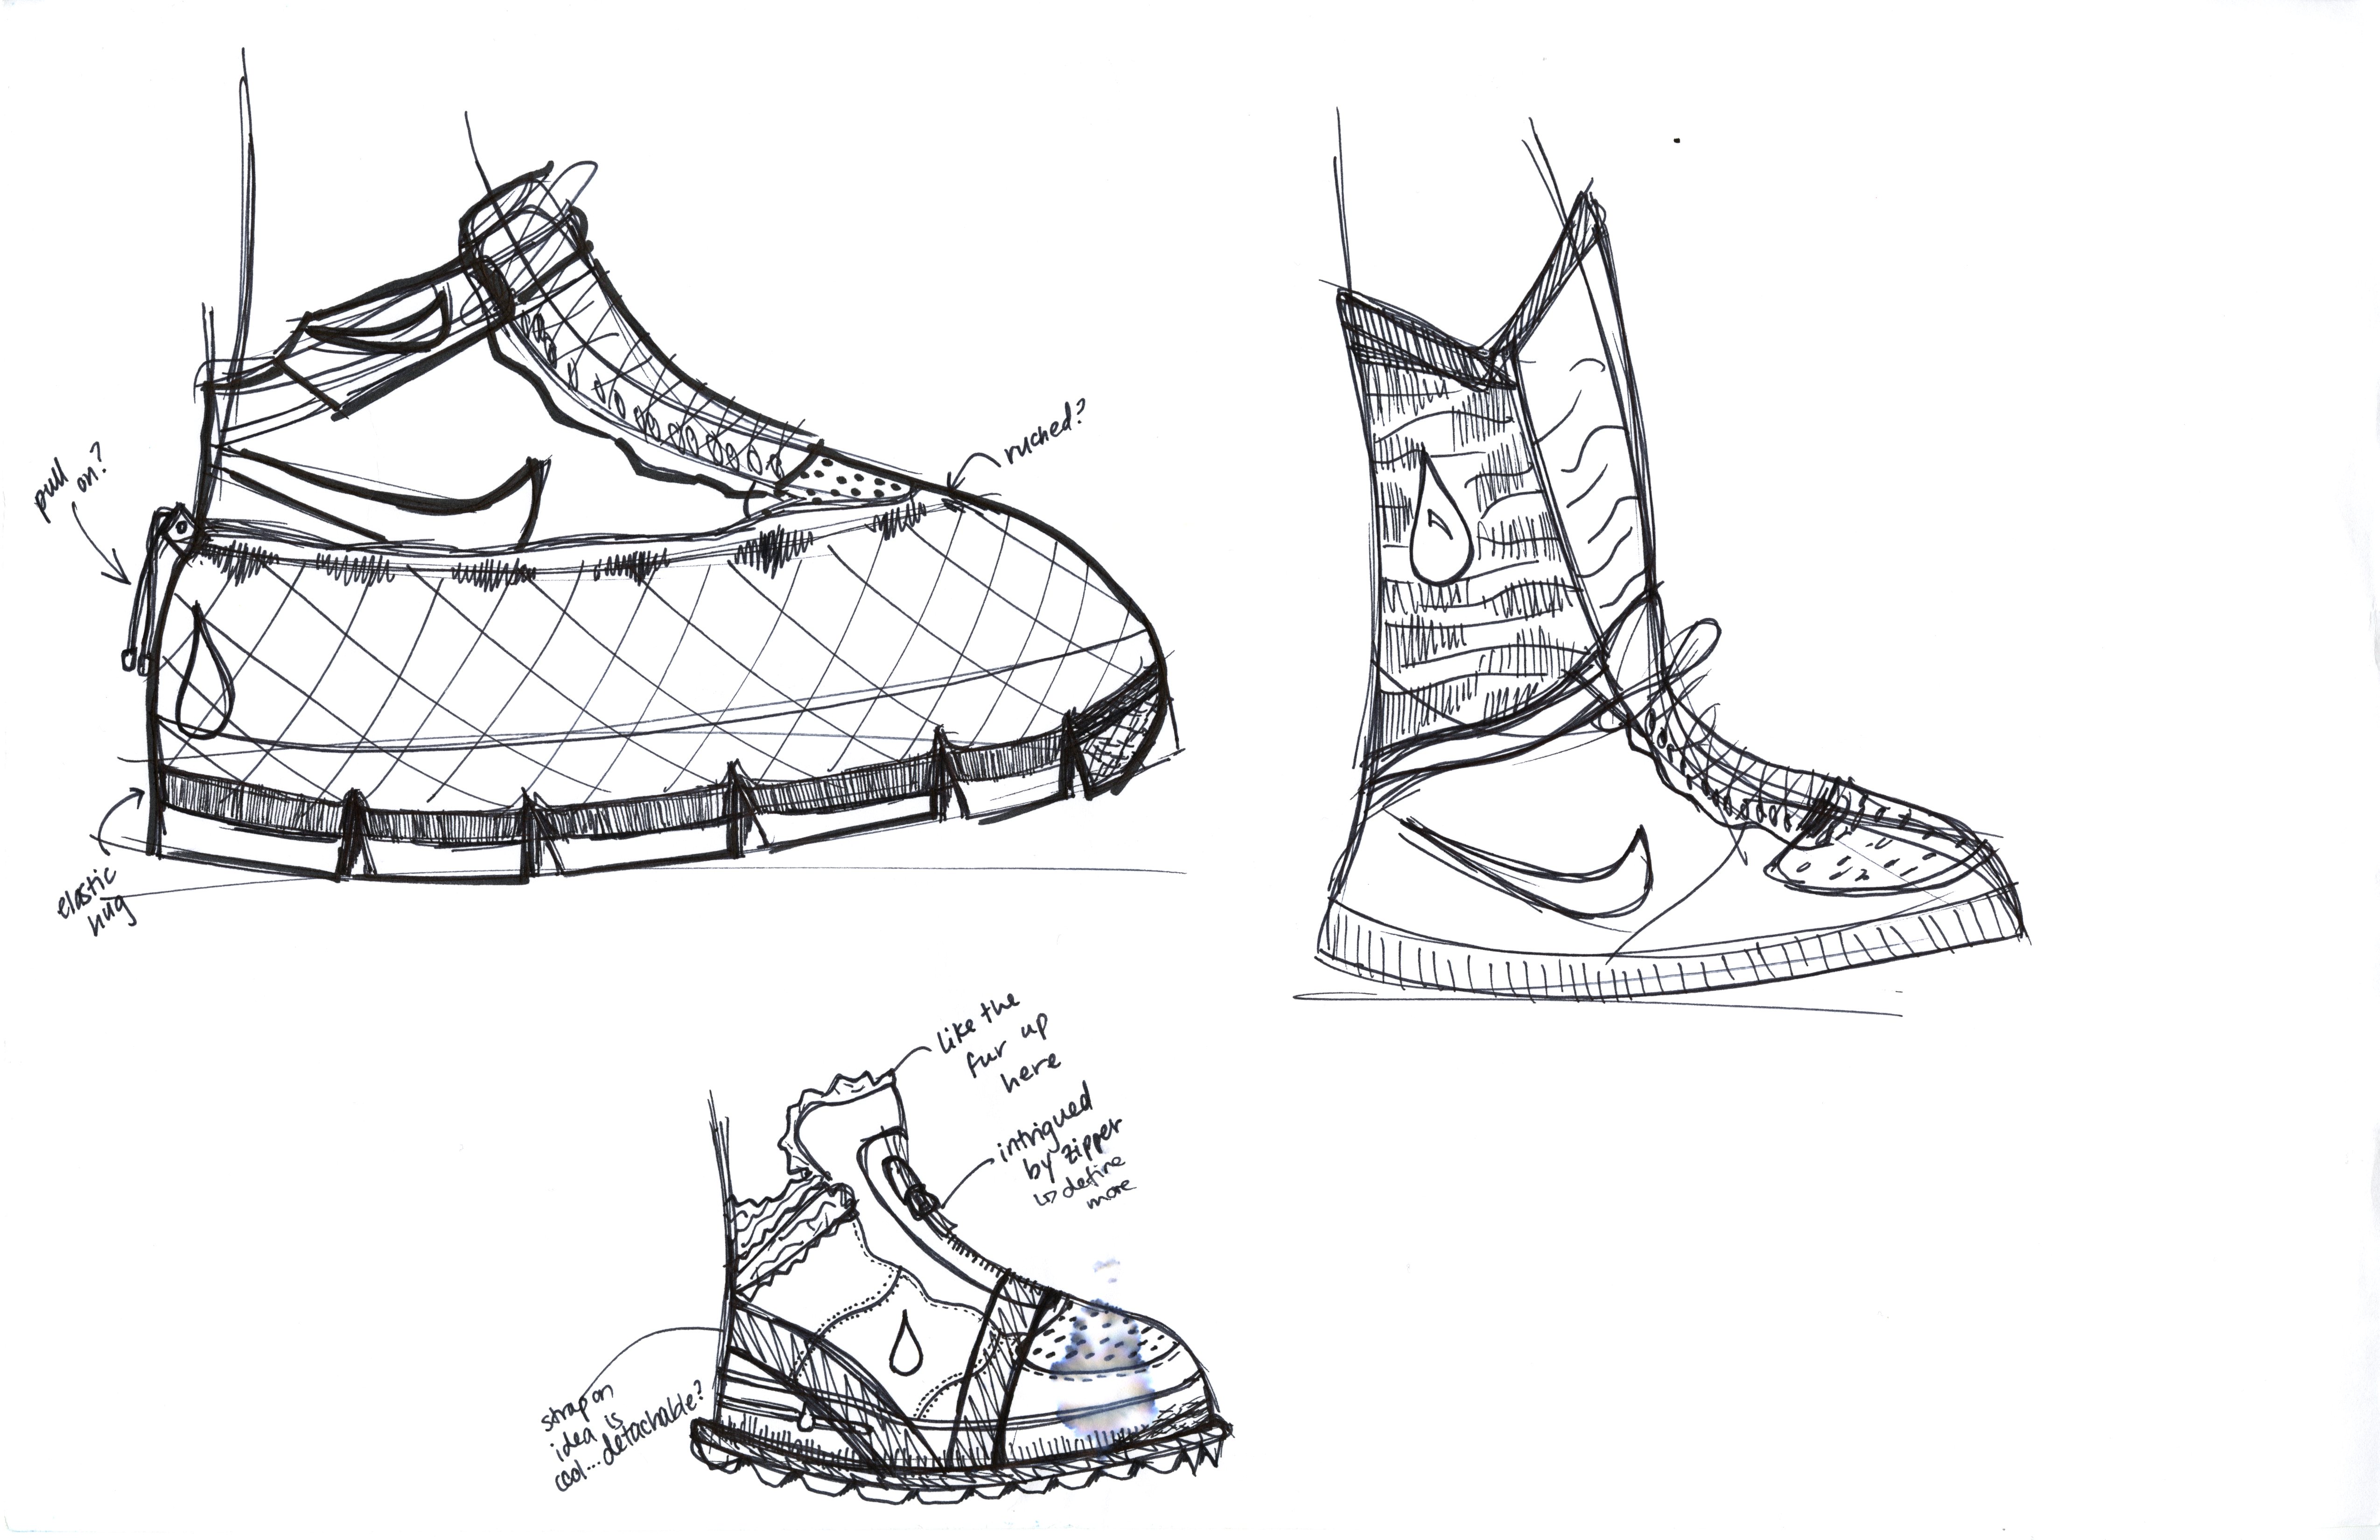 pull
on?
ruched?
elastic
hug
like the
fur up
here
intrigued
by zipper
↳ define
more
strap on
idea is
cool... detachable?